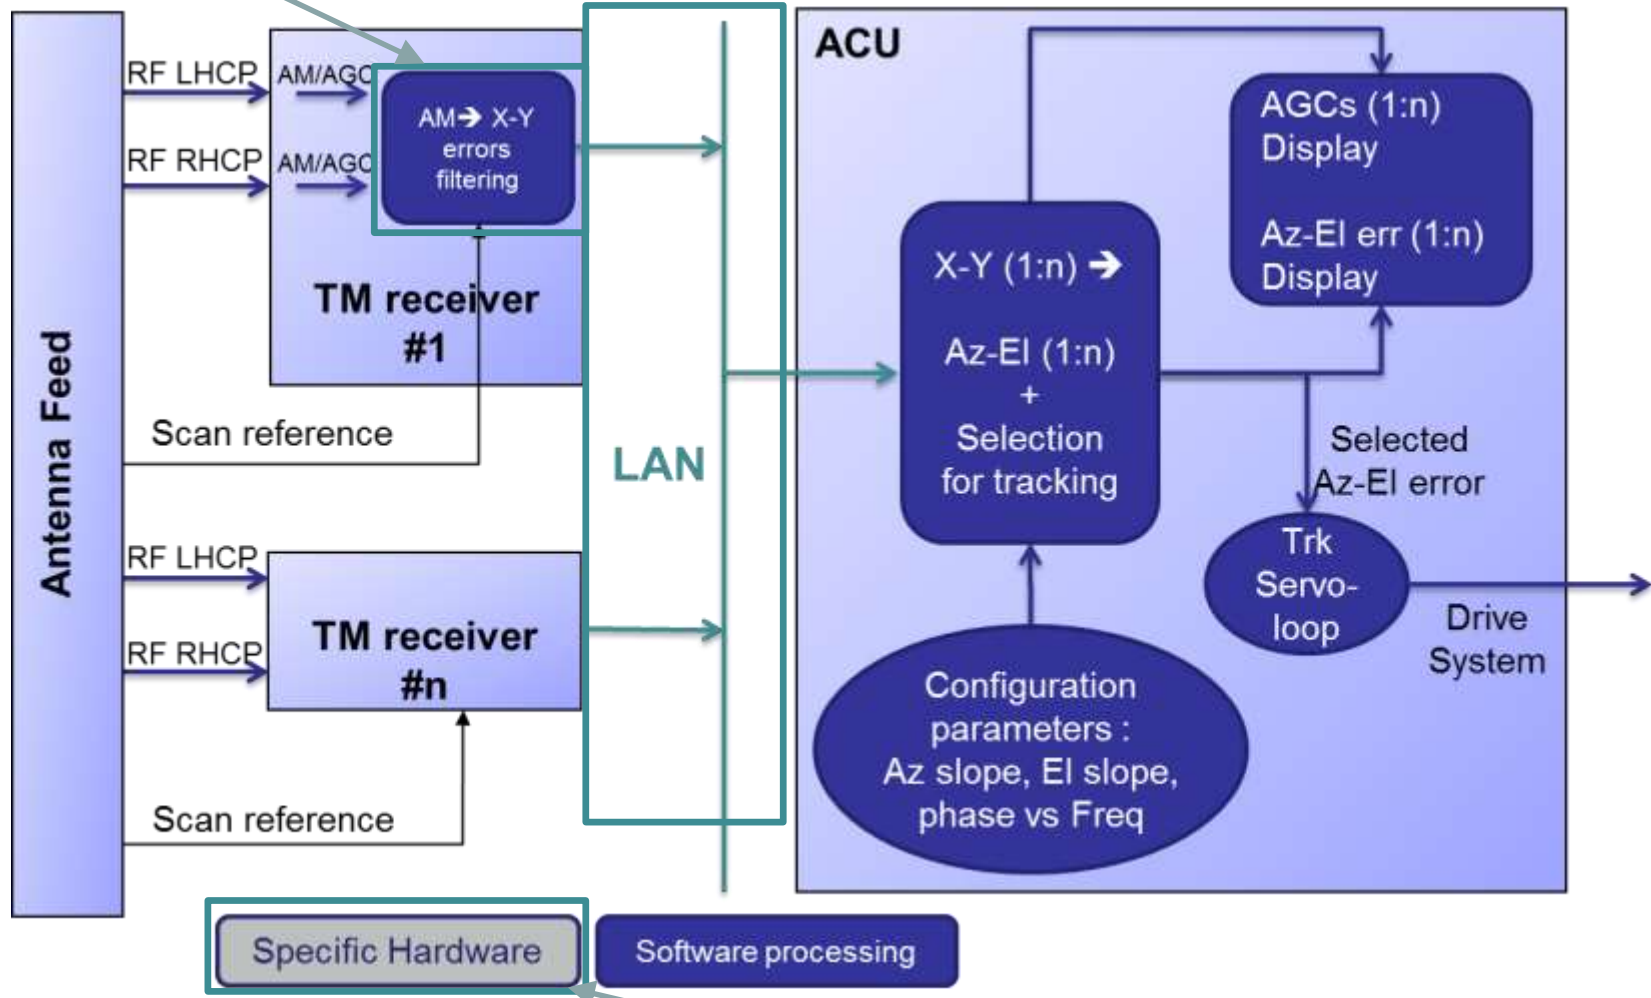 Antenna Feed
RF LHCP
AM/AGC
RF RHCP
AM/AGC
AM➔ X-Y
errors
filtering
TM receiver
#1
Scan reference
RF LHCP
RF RHCP
TM receiver
#n
Scan reference
LAN
ACU
X-Y (1:n) ➔
Az-El (1:n)
+
Selection
for tracking
AGCs (1:n)
Display
Az-El err (1:n)
Display
Selected
Az-El error
Trk
Servo-
loop
Drive
System
Configuration
parameters :
Az slope, El slope,
phase vs Freq
Specific Hardware
Software processing